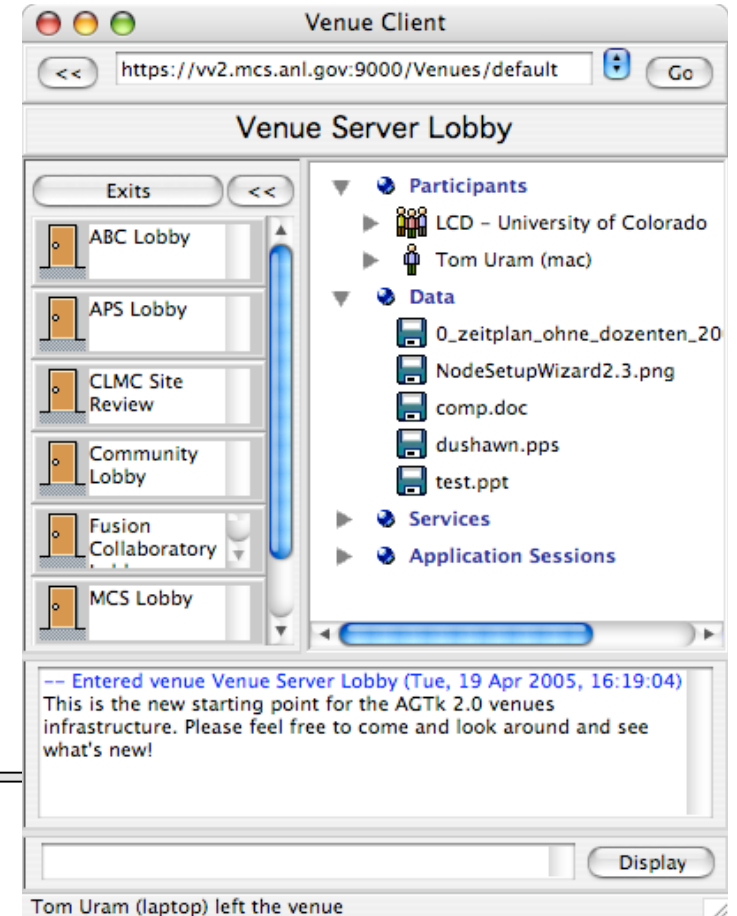 Venue Client
<< https://vv2.mcs.anl.gov:9000/Venues/default Go
Venue Server Lobby
Exits <<
ABC Lobby
APS Lobby
CLMC Site
Review
Community
Lobby
Fusion
Collaboratory
MCS Lobby
Participants
LCD – University of Colorado
Tom Uram (mac)
Data
0_zeitplan_ohne_dozenten_20
NodeSetupWizard2.3.png
comp.doc
dushawn.pps
test.ppt
Services
Application Sessions
-- Entered venue Venue Server Lobby (Tue, 19 Apr 2005, 16:19:04)
This is the new starting point for the AGTk 2.0 venues
infrastructure. Please feel free to come and look around and see
what's new!
Display
Tom Uram (laptop) left the venue